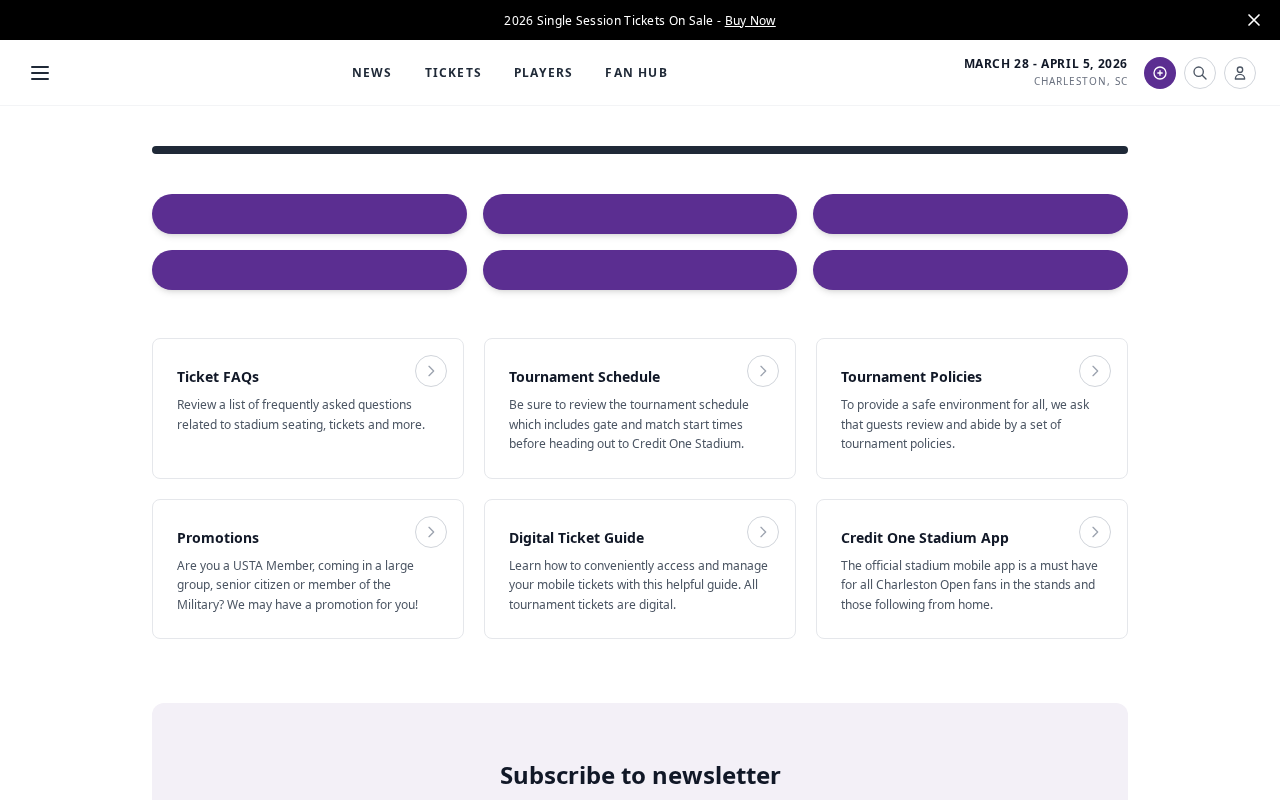 2026 Single Session Tickets On Sale - Buy Now
NEWS TICKETS PLAYERS FAN HUB
MARCH 28 - APRIL 5, 2026
CHARLESTON, SC
Ticket FAQs
Review a list of frequently asked questions
related to stadium seating, tickets and more.
Tournament Schedule
Be sure to review the tournament schedule
which includes gate and match start times
before heading out to Credit One Stadium.
Tournament Policies
To provide a safe environment for all, we ask
that guests review and abide by a set of
tournament policies.
Promotions
Are you a USTA Member, coming in a large
group, senior citizen or member of the
Military? We may have a promotion for you!
Digital Ticket Guide
Learn how to conveniently access and manage
your mobile tickets with this helpful guide. All
tournament tickets are digital.
Credit One Stadium App
The official stadium mobile app is a must have
for all Charleston Open fans in the stands and
those following from home.
Subscribe to newsletter